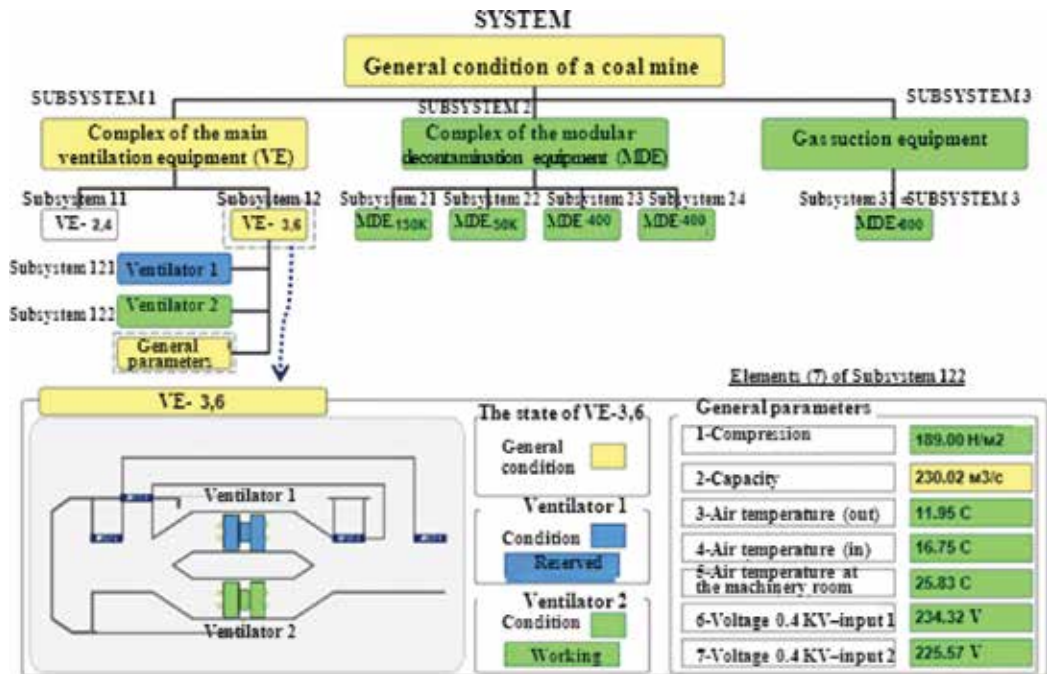 SYSTEM
General condition of a coal mine
SUBSYSTEM 1
SUBSYSTEM 2
SUBSYSTEM 3
Complex of the main
ventilation equipment (VE)
Complex of the modular
decontamination equipment (MDE)
Gas suction equipment
Subsystem 11
Subsystem 12
Subsystem 21
Subsystem 22
Subsystem 23
Subsystem 24
Subsystem 31 =SUBSYSTEM 3
VE- 2,4
VE- 3,6
MDE-150K
MDE-50K
MDE-400
MDE-400
MDE-600
Subsystem 121
Ventilator 1
Subsystem 122
Ventilator 2
General
parameters
Elements (7) of Subsystem 122
VE- 3,6
Ventilator 1
Ventilator 2
The state of VE-3,6
General
condition
Ventilator 1
Condition
Reserved
Ventilator 2
Condition
Working
General parameters
1-Compression
189.00 Н/м2
2-Capacity
230.02 м3/с
3-Air temperature (out)
11.95 C
4-Air temperature (in)
16.75 C
5-Air temperature at
the machinery room
25.83 C
6-Voltage 0.4 KV–input 1
234.32 V
7-Voltage 0.4 KV–input 2
225.57 V